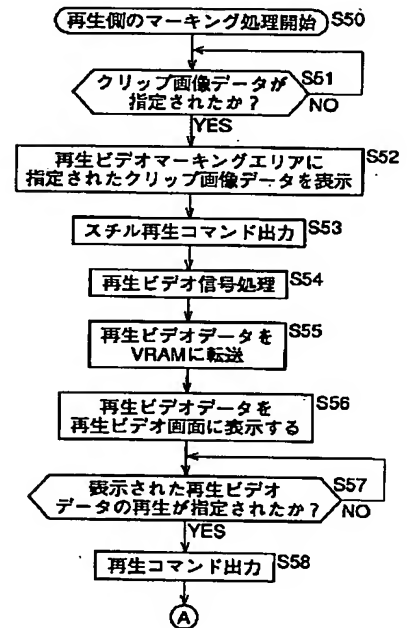 再生側のマーキング処理開始 S50
クリップ画像データが S51
指定されたか？
NO
YES
再生ビデオマーキングエリアに S52
指定されたクリップ画像データを表示
スチル再生コマンド出力 S53
再生ビデオ信号処理 S54
再生ビデオデータを S55
VRAMに転送
再生ビデオデータを S56
再生ビデオ画面に表示する
表示された再生ビデオ S57
データの再生が指定されたか？
NO
YES
再生コマンド出力 S58
A